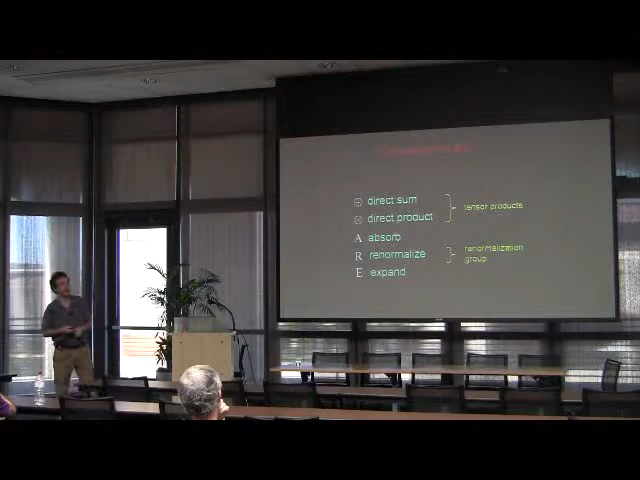 ⊕ direct sum
⊗ direct product
tensor products
A absorb
R renormalize
E expand
renormalization
group